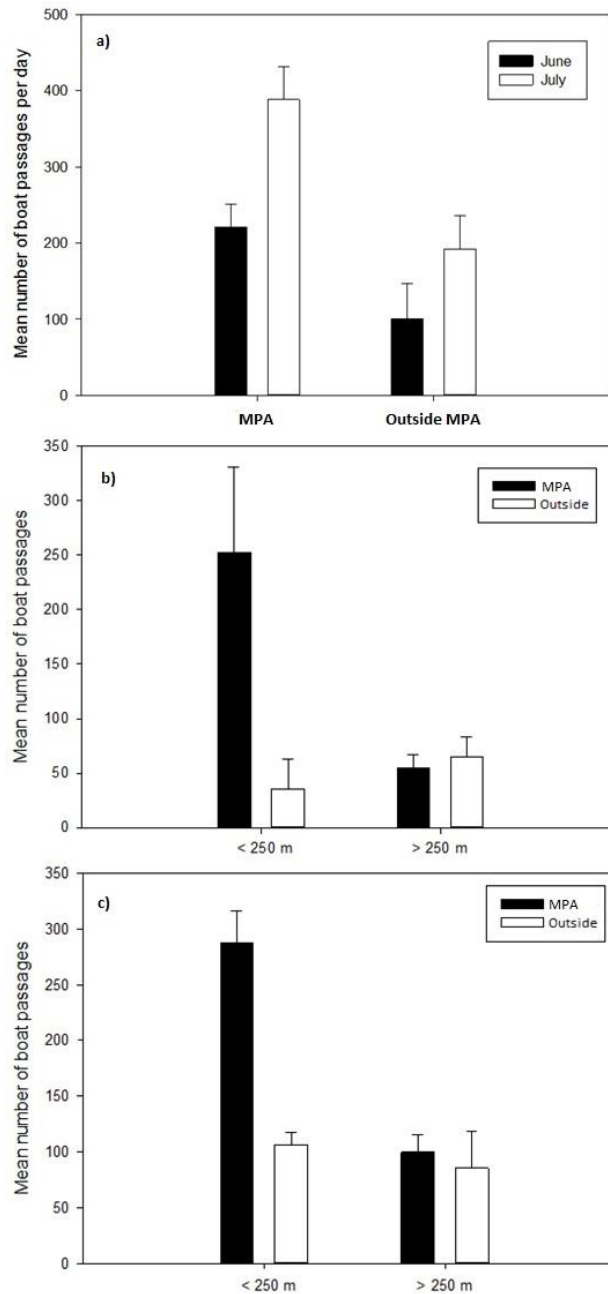 Mean number of boat passages per day
500
400
300
200
100
0
a)
June
July
MPA
Outside MPA
Mean number of boat passages
350
300
250
200
150
100
50
0
b)
MPA
Outside
< 250 m
> 250 m
Mean number of boat passages
350
300
250
200
150
100
50
0
c)
MPA
Outside
< 250 m
> 250 m